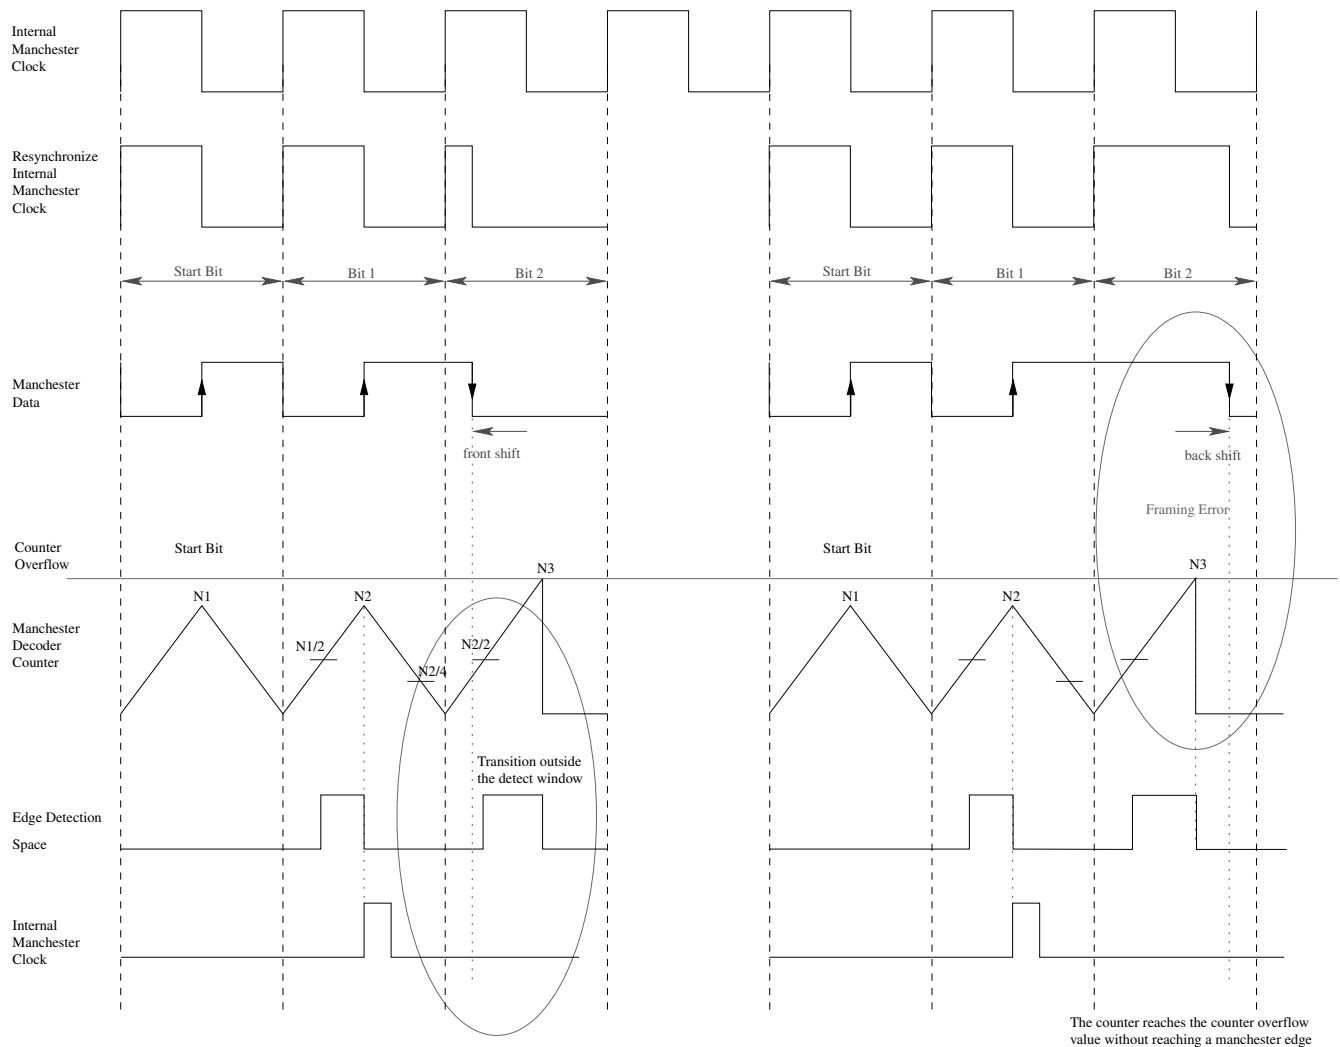 Internal
Manchester
Clock
Resynchronize
Internal
Manchester
Clock
Start Bit
Bit 1
Bit 2
Start Bit
Bit 1
Bit 2
Manchester
Data
front shift
back shift
Framing Error
Counter
Overflow
Start Bit
Start Bit
N3
N3
N1
N2
N1
N2
Manchester
Decoder
Counter
N1/2
N2/4
N2/2
Transition outside
the detect window
Edge Detection
Space
Internal
Manchester
Clock
The counter reaches the counter overflow
value without reaching a manchester edge